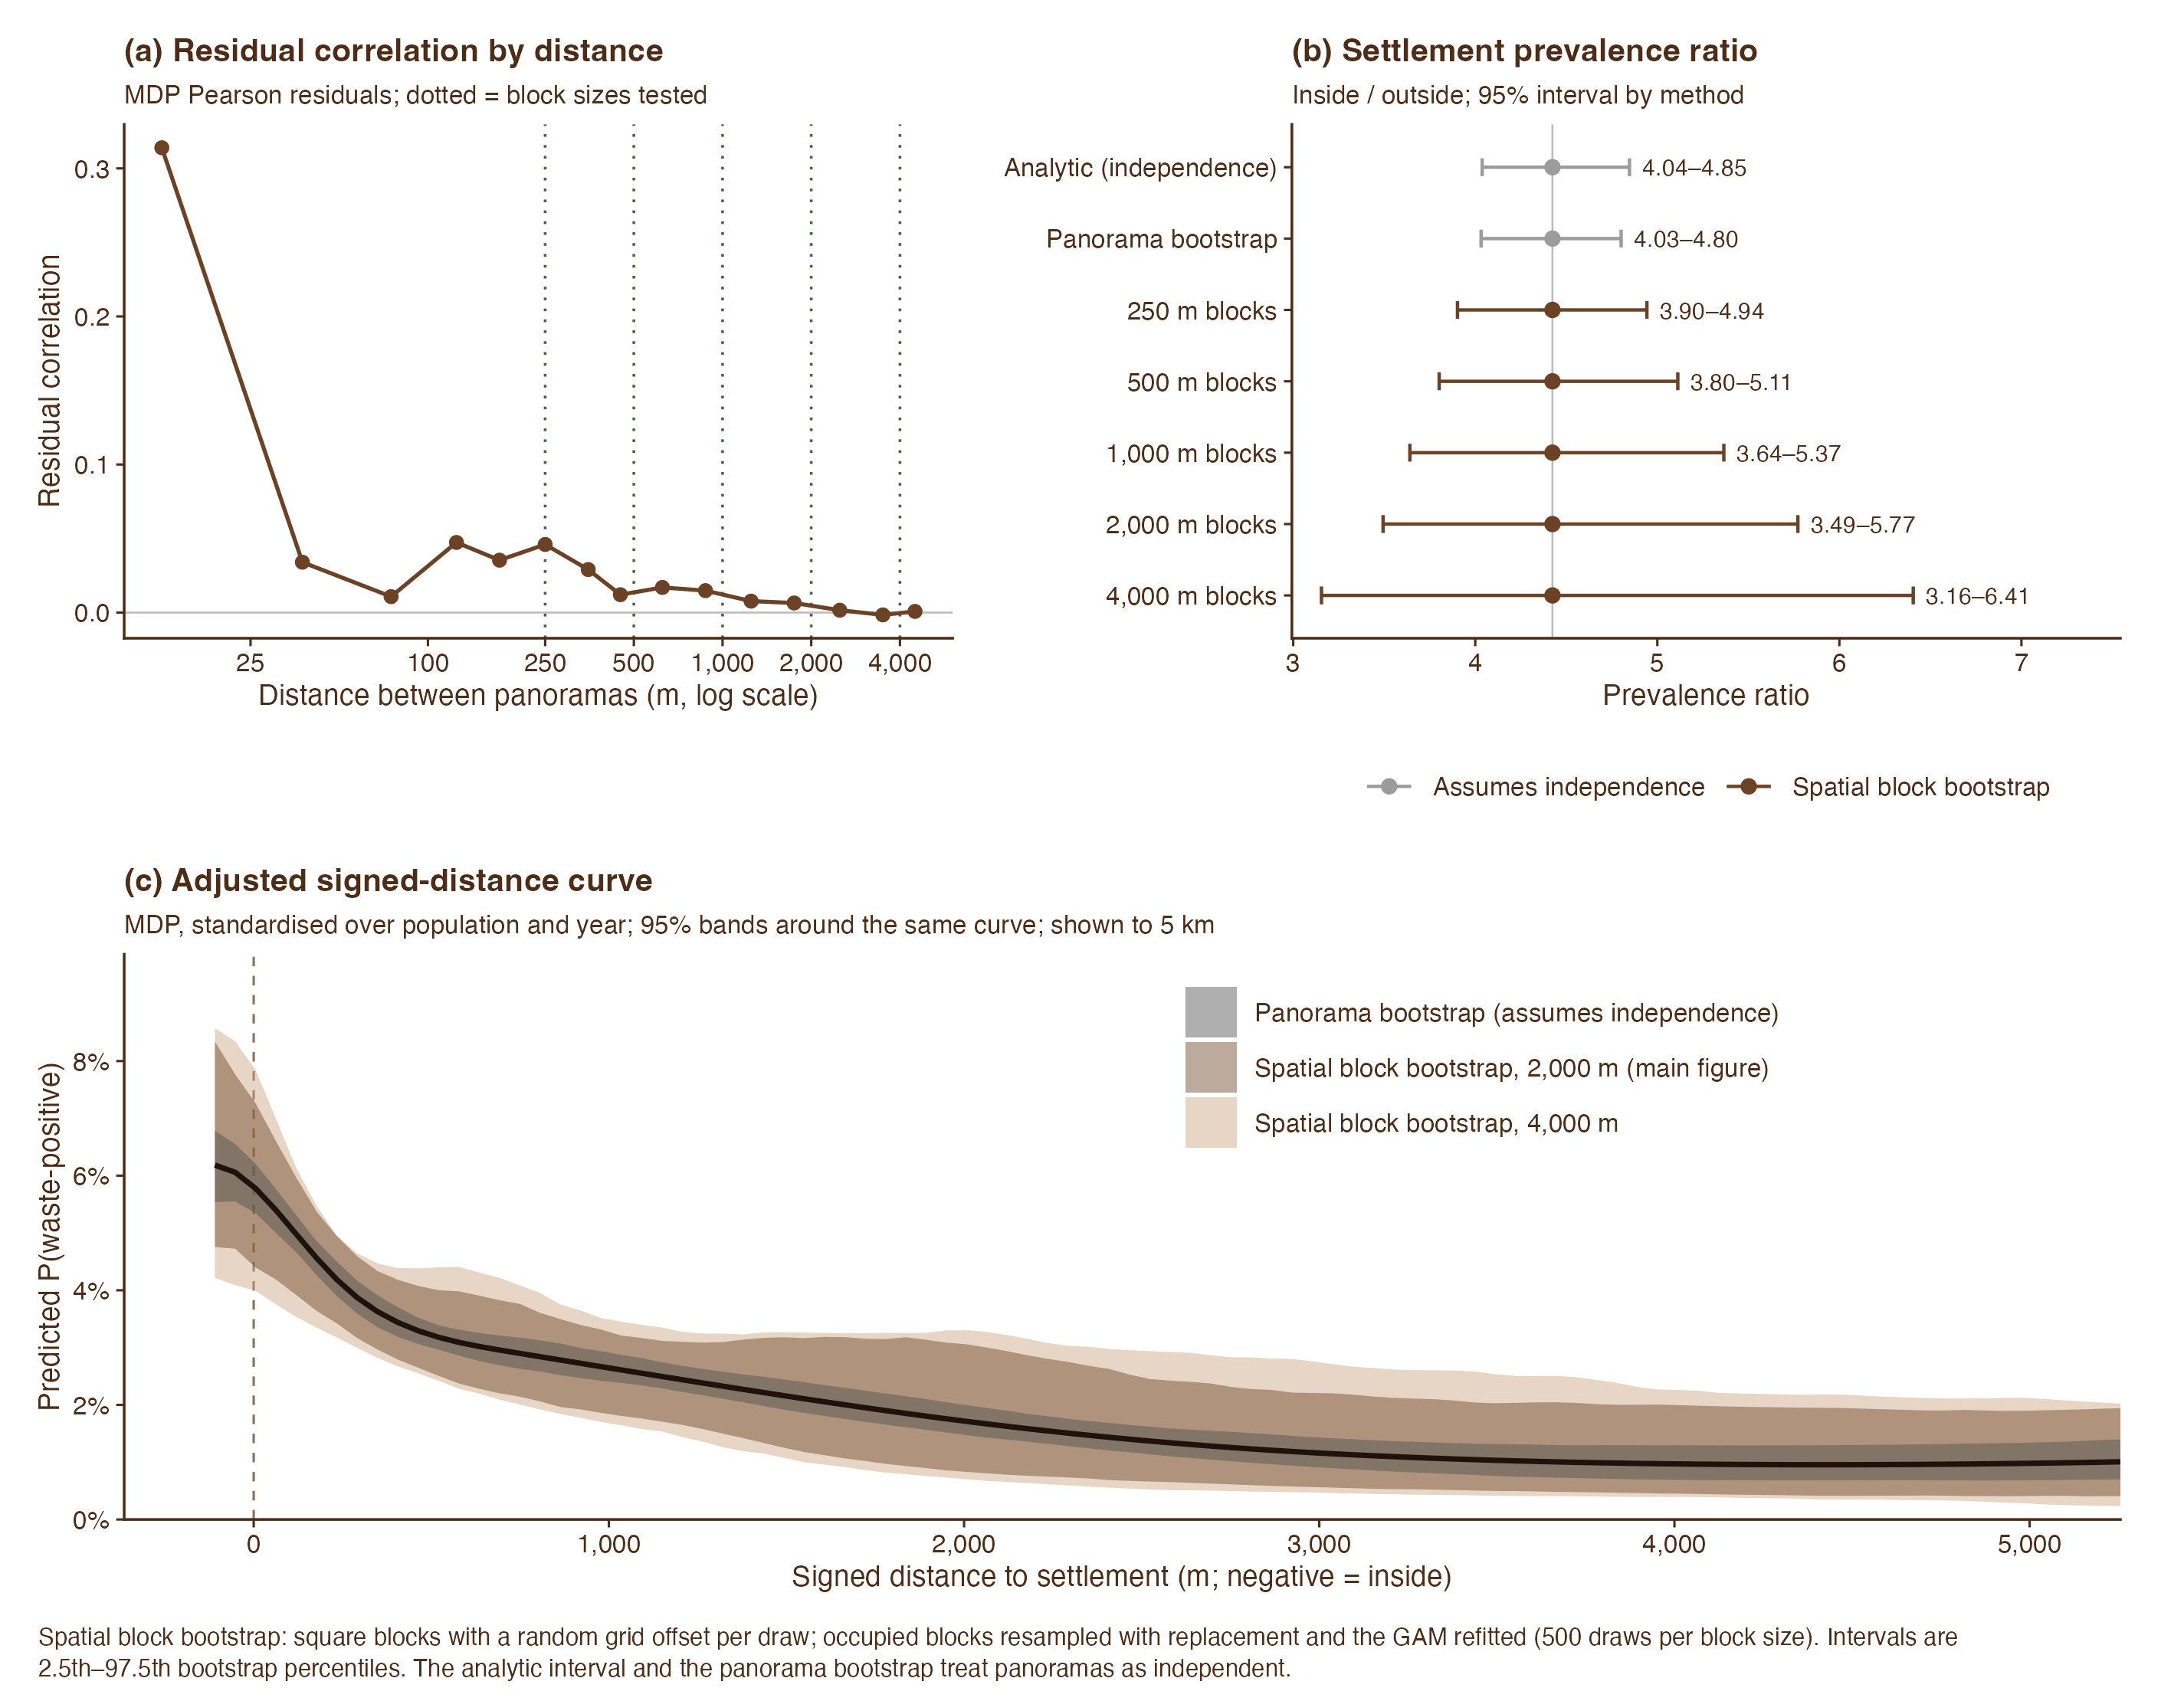 (a) Residual correlation by distance
MDP Pearson residuals; dotted = block sizes tested
Residual correlation
0.3
0.2
0.1
0.0
25 100 250 500 1,000 2,000 4,000
Distance between panoramas (m, log scale)
(b) Settlement prevalence ratio
Inside / outside; 95% interval by method
Analytic (independence) 4.04–4.85
Panorama bootstrap 4.03–4.80
250 m blocks 3.90–4.94
500 m blocks 3.80–5.11
1,000 m blocks 3.64–5.37
2,000 m blocks 3.49–5.77
4,000 m blocks 3.16–6.41
3 4 5 6 7
Prevalence ratio
Assumes independence Spatial block bootstrap
(c) Adjusted signed-distance curve
MDP, standardised over population and year; 95% bands around the same curve; shown to 5 km
Predicted P(waste-positive)
8%
6%
4%
2%
0%
Panorama bootstrap (assumes independence)
Spatial block bootstrap, 2,000 m (main figure)
Spatial block bootstrap, 4,000 m
0 1,000 2,000 3,000 4,000 5,000
Signed distance to settlement (m; negative = inside)
Spatial block bootstrap: square blocks with a random grid offset per draw; occupied blocks resampled with replacement and the GAM refitted (500 draws per block size). Intervals are
2.5th–97.5th bootstrap percentiles. The analytic interval and the panorama bootstrap treat panoramas as independent.